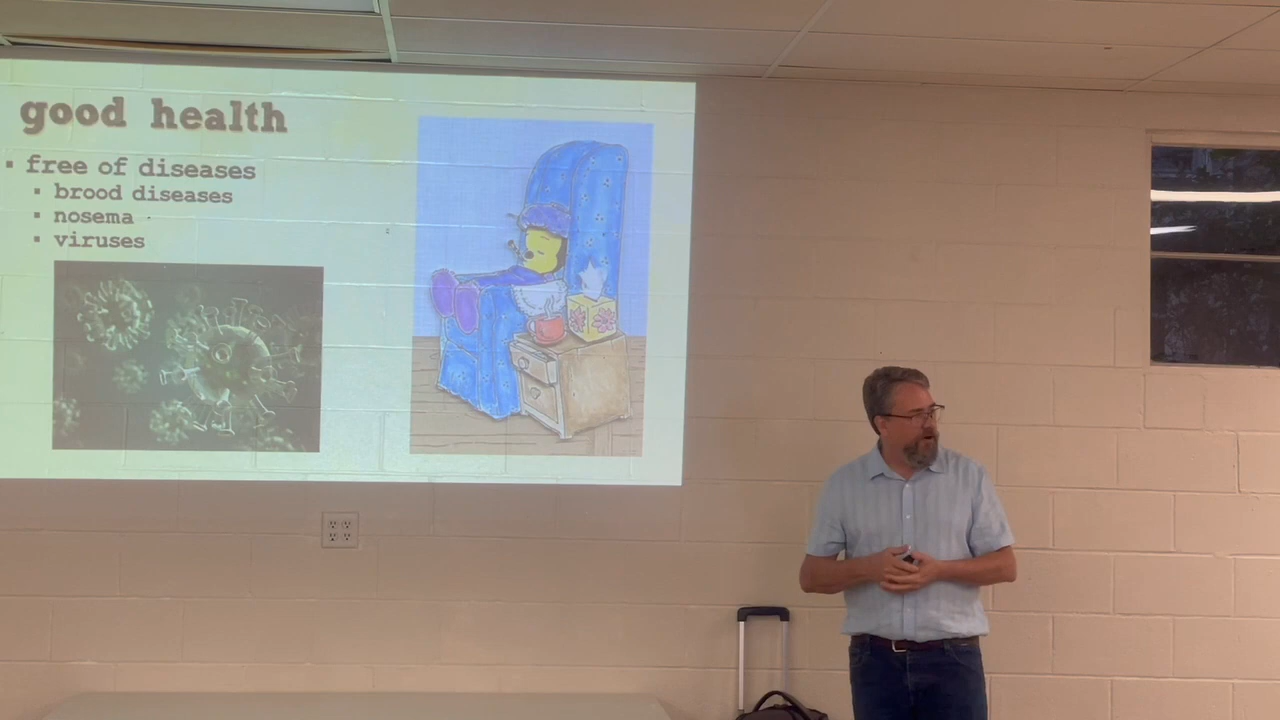 good health
free of diseases
brood diseases
nosema
viruses